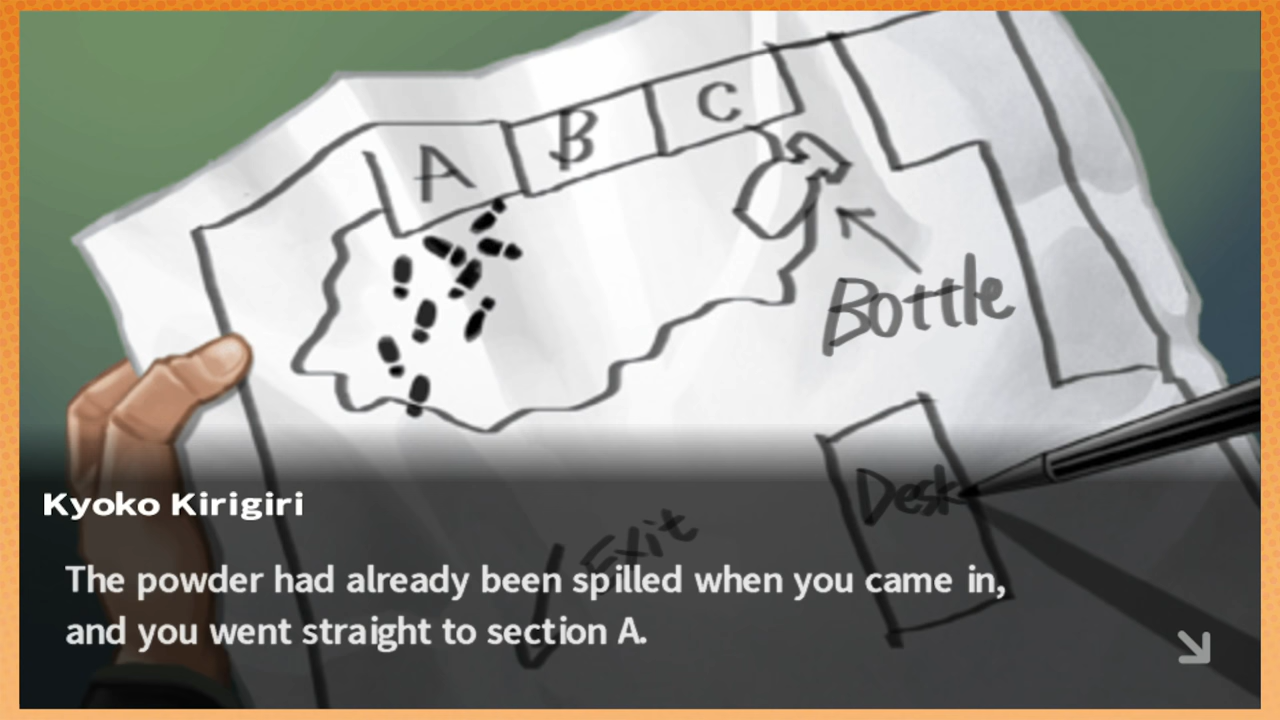 A B C
Bottle
Desk
Exit
Kyoko Kirigiri
The powder had already been spilled when you came in,
and you went straight to section A.